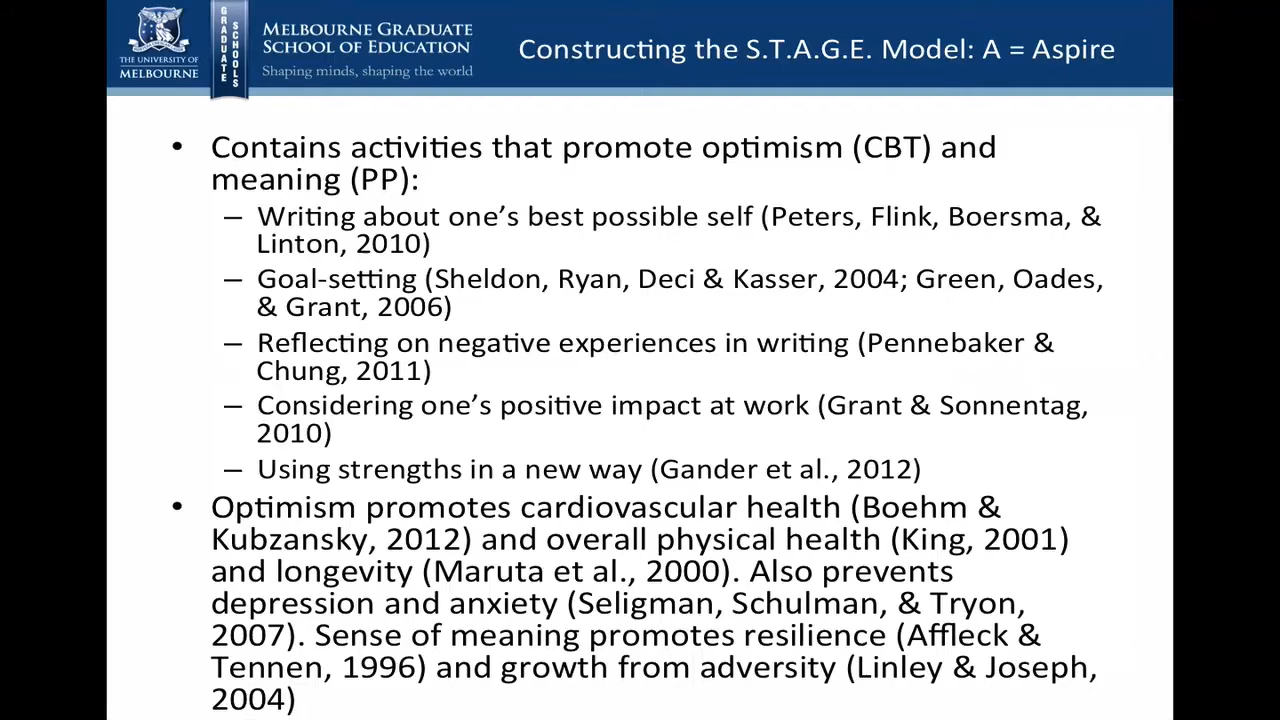 THE UNIVERSITY OF
MELBOURNE
GRADUATE
SCHOOLS
MELBOURNE GRADUATE
SCHOOL OF EDUCATION
Shaping minds, shaping the world
Constructing the S.T.A.G.E. Model: A = Aspire
• Contains activities that promote optimism (CBT) and
meaning (PP):
– Writing about one’s best possible self (Peters, Flink, Boersma, &
Linton, 2010)
– Goal-setting (Sheldon, Ryan, Deci & Kasser, 2004; Green, Oades,
& Grant, 2006)
– Reflecting on negative experiences in writing (Pennebaker &
Chung, 2011)
– Considering one’s positive impact at work (Grant & Sonnentag,
2010)
– Using strengths in a new way (Gander et al., 2012)
• Optimism promotes cardiovascular health (Boehm &
Kubzansky, 2012) and overall physical health (King, 2001)
and longevity (Maruta et al., 2000). Also prevents
depression and anxiety (Seligman, Schulman, & Tryon,
2007). Sense of meaning promotes resilience (Affleck &
Tennen, 1996) and growth from adversity (Linley & Joseph,
2004)